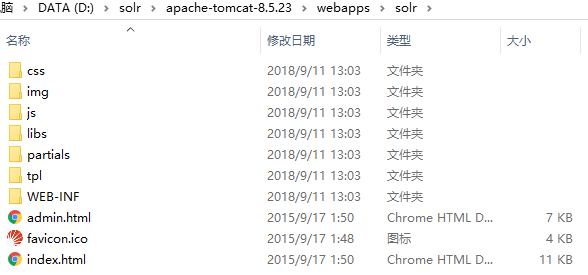 脑 > DATA (D:) > solr > apache-tomcat-8.5.23 > webapps > solr >
名称 修改日期 类型 大小
css 2018/9/11 13:03 文件夹
img 2018/9/11 13:03 文件夹
js 2018/9/11 13:03 文件夹
libs 2018/9/11 13:03 文件夹
partials 2018/9/11 13:03 文件夹
tpl 2018/9/11 13:03 文件夹
WEB-INF 2018/9/11 13:03 文件夹
admin.html 2015/9/17 1:50 Chrome HTML D... 7 KB
favicon.ico 2015/9/17 1:48 图标 4 KB
index.html 2015/9/17 1:50 Chrome HTML D... 11 KB